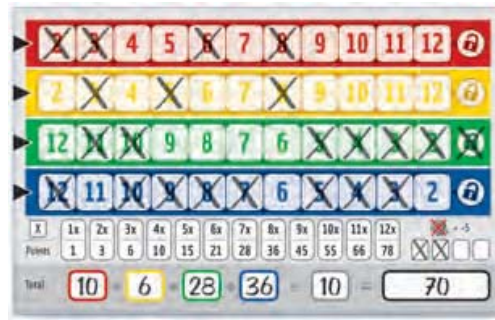 2 3 4 5 6 7 8 9 10 11 12
2 3 4 5 6 7 8 9 10 11 12
12 11 10 9 8 7 6 5 4 3 2
12 11 10 9 8 7 6 5 4 3 2
X 1x 2x 3x 4x 5x 6x 7x 8x 9x 10x 11x 12x = -5
Points 1 3 6 10 15 21 28 36 45 55 66 78 X X
Total 10 + 6 + 28 + 36 - 10 = 70